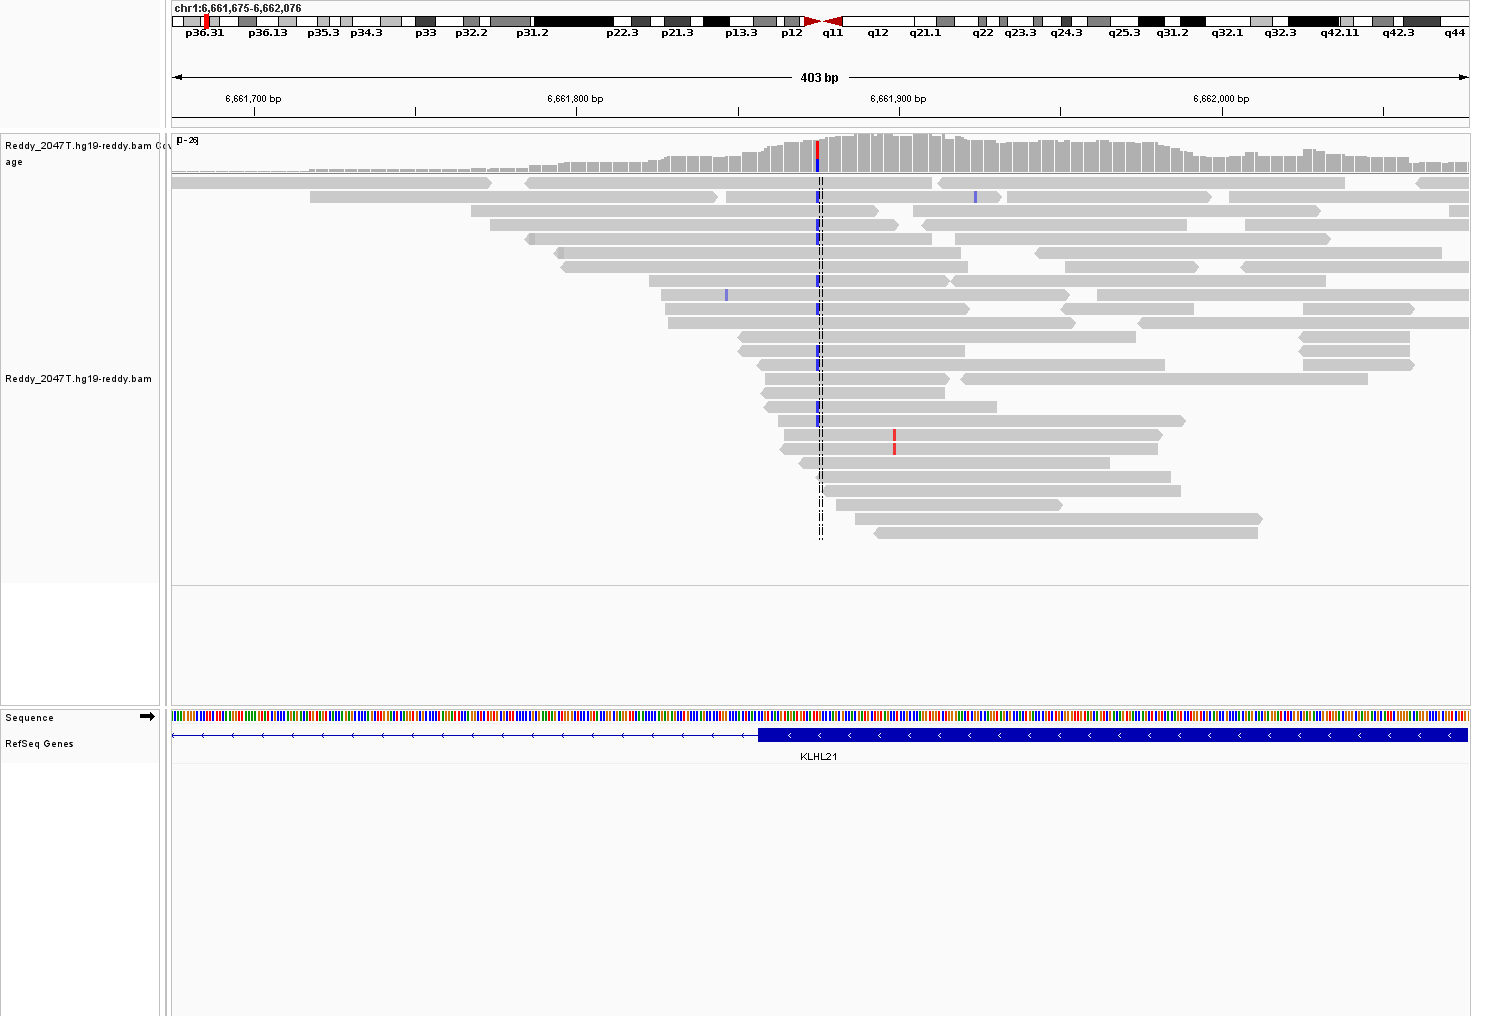 chr1:6,661,675-6,662,076
p36.31 p36.13 p35.3 p34.3 p33 p32.2 p31.2 p22.3 p21.3 p13.3 p12 q11 q12 q21.1 q22 q23.3 q24.3 q25.3 q31.2 q32.1 q32.3 q42.11 q42.3 q44
403 bp
6,661,700 bp 6,661,800 bp 6,661,900 bp 6,662,000 bp
[0-26]
Reddy_2047T.hg19-reddy.bam Cov
age
Reddy_2047T.hg19-reddy.bam
Sequence
RefSeq Genes
KLHL21